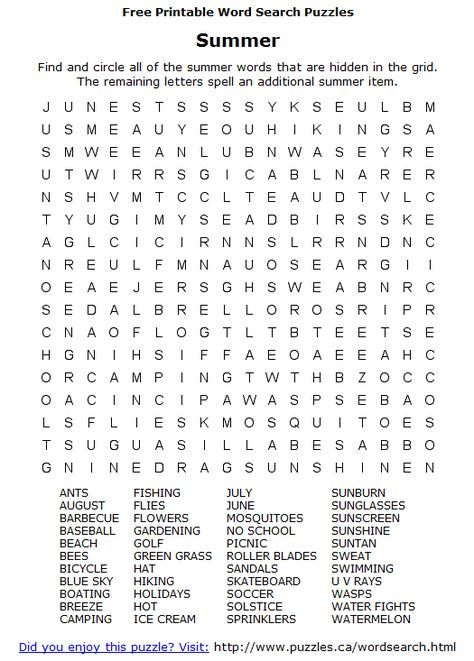 Free Printable Word Search Puzzles
Summer
Find and circle all of the summer words that are hidden in the grid.
The remaining letters spell an additional summer item.
J U N E S T S S S S Y K S E U L B M
U S M E A U Y E O U H I K I N G S A
S M W E E A N L U B N W A S E Y R E
U T W I R R S G I C A B L N A R E R
N S H V M T C C L T E A U D T V L C
T Y U G I M Y S E A D B I R S S K E
A G L C I C I R N N S L R R N D N C
N R E U L F M N A U O S E A R G I I
O E A E J E R S G H S W E A B N R C
S E D A L B R E L L O R O S R I P R
C N A O F L O G T L T B T E E T S E
H G N I H S I F F A E O A E E A H C
O R C A M P I N G T W T H B Z O C C
O A C I N C I P A W A S P S E B A O
L S F L I E S K M O S Q U I T O E S
T S U G U A S I L L A B E S A B B O
G N I N E D R A G S U N S H I N E N
ANTS FISHING JULY SUNBURN
AUGUST FLIES JUNE SUNGLASSES
BARBECUE FLOWERS MOSQUITOES SUNSCREEN
BASEBALL GARDENING NO SCHOOL SUNSHINE
BEACH GOLF PICNIC SUNTAN
BEES GREEN GRASS ROLLER BLADES SWEAT
BICYCLE HAT SANDALS SWIMMING
BLUE SKY HIKING SKATEBOARD U V RAYS
BOATING HOLIDAYS SOCCER WASPS
BREEZE HOT SOLSTICE WATER FIGHTS
CAMPING ICE CREAM SPRINKLERS WATERMELON
Did you enjoy this puzzle? Visit: http://www.puzzles.ca/wordsearch.html